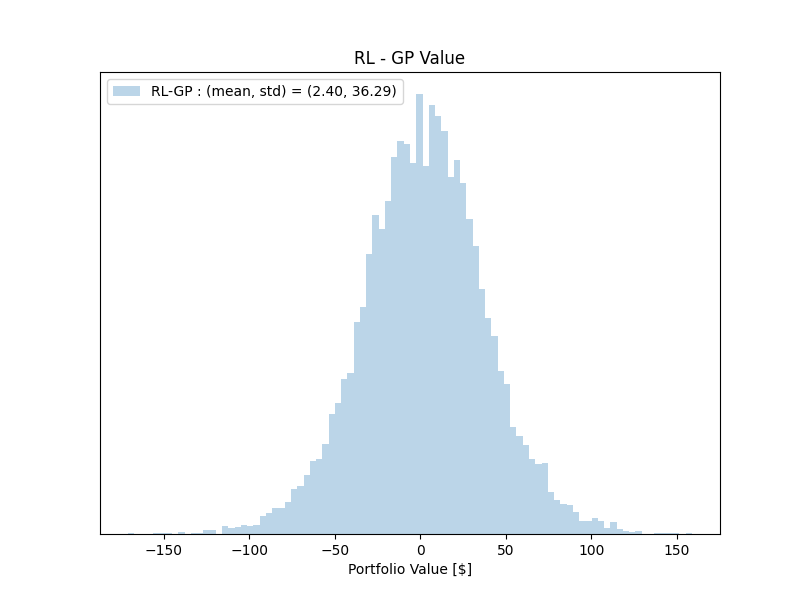 RL - GP Value
RL-GP : (mean, std) = (2.40, 36.29)
−150 −100 −50 0 50 100 150
Portfolio Value [$]